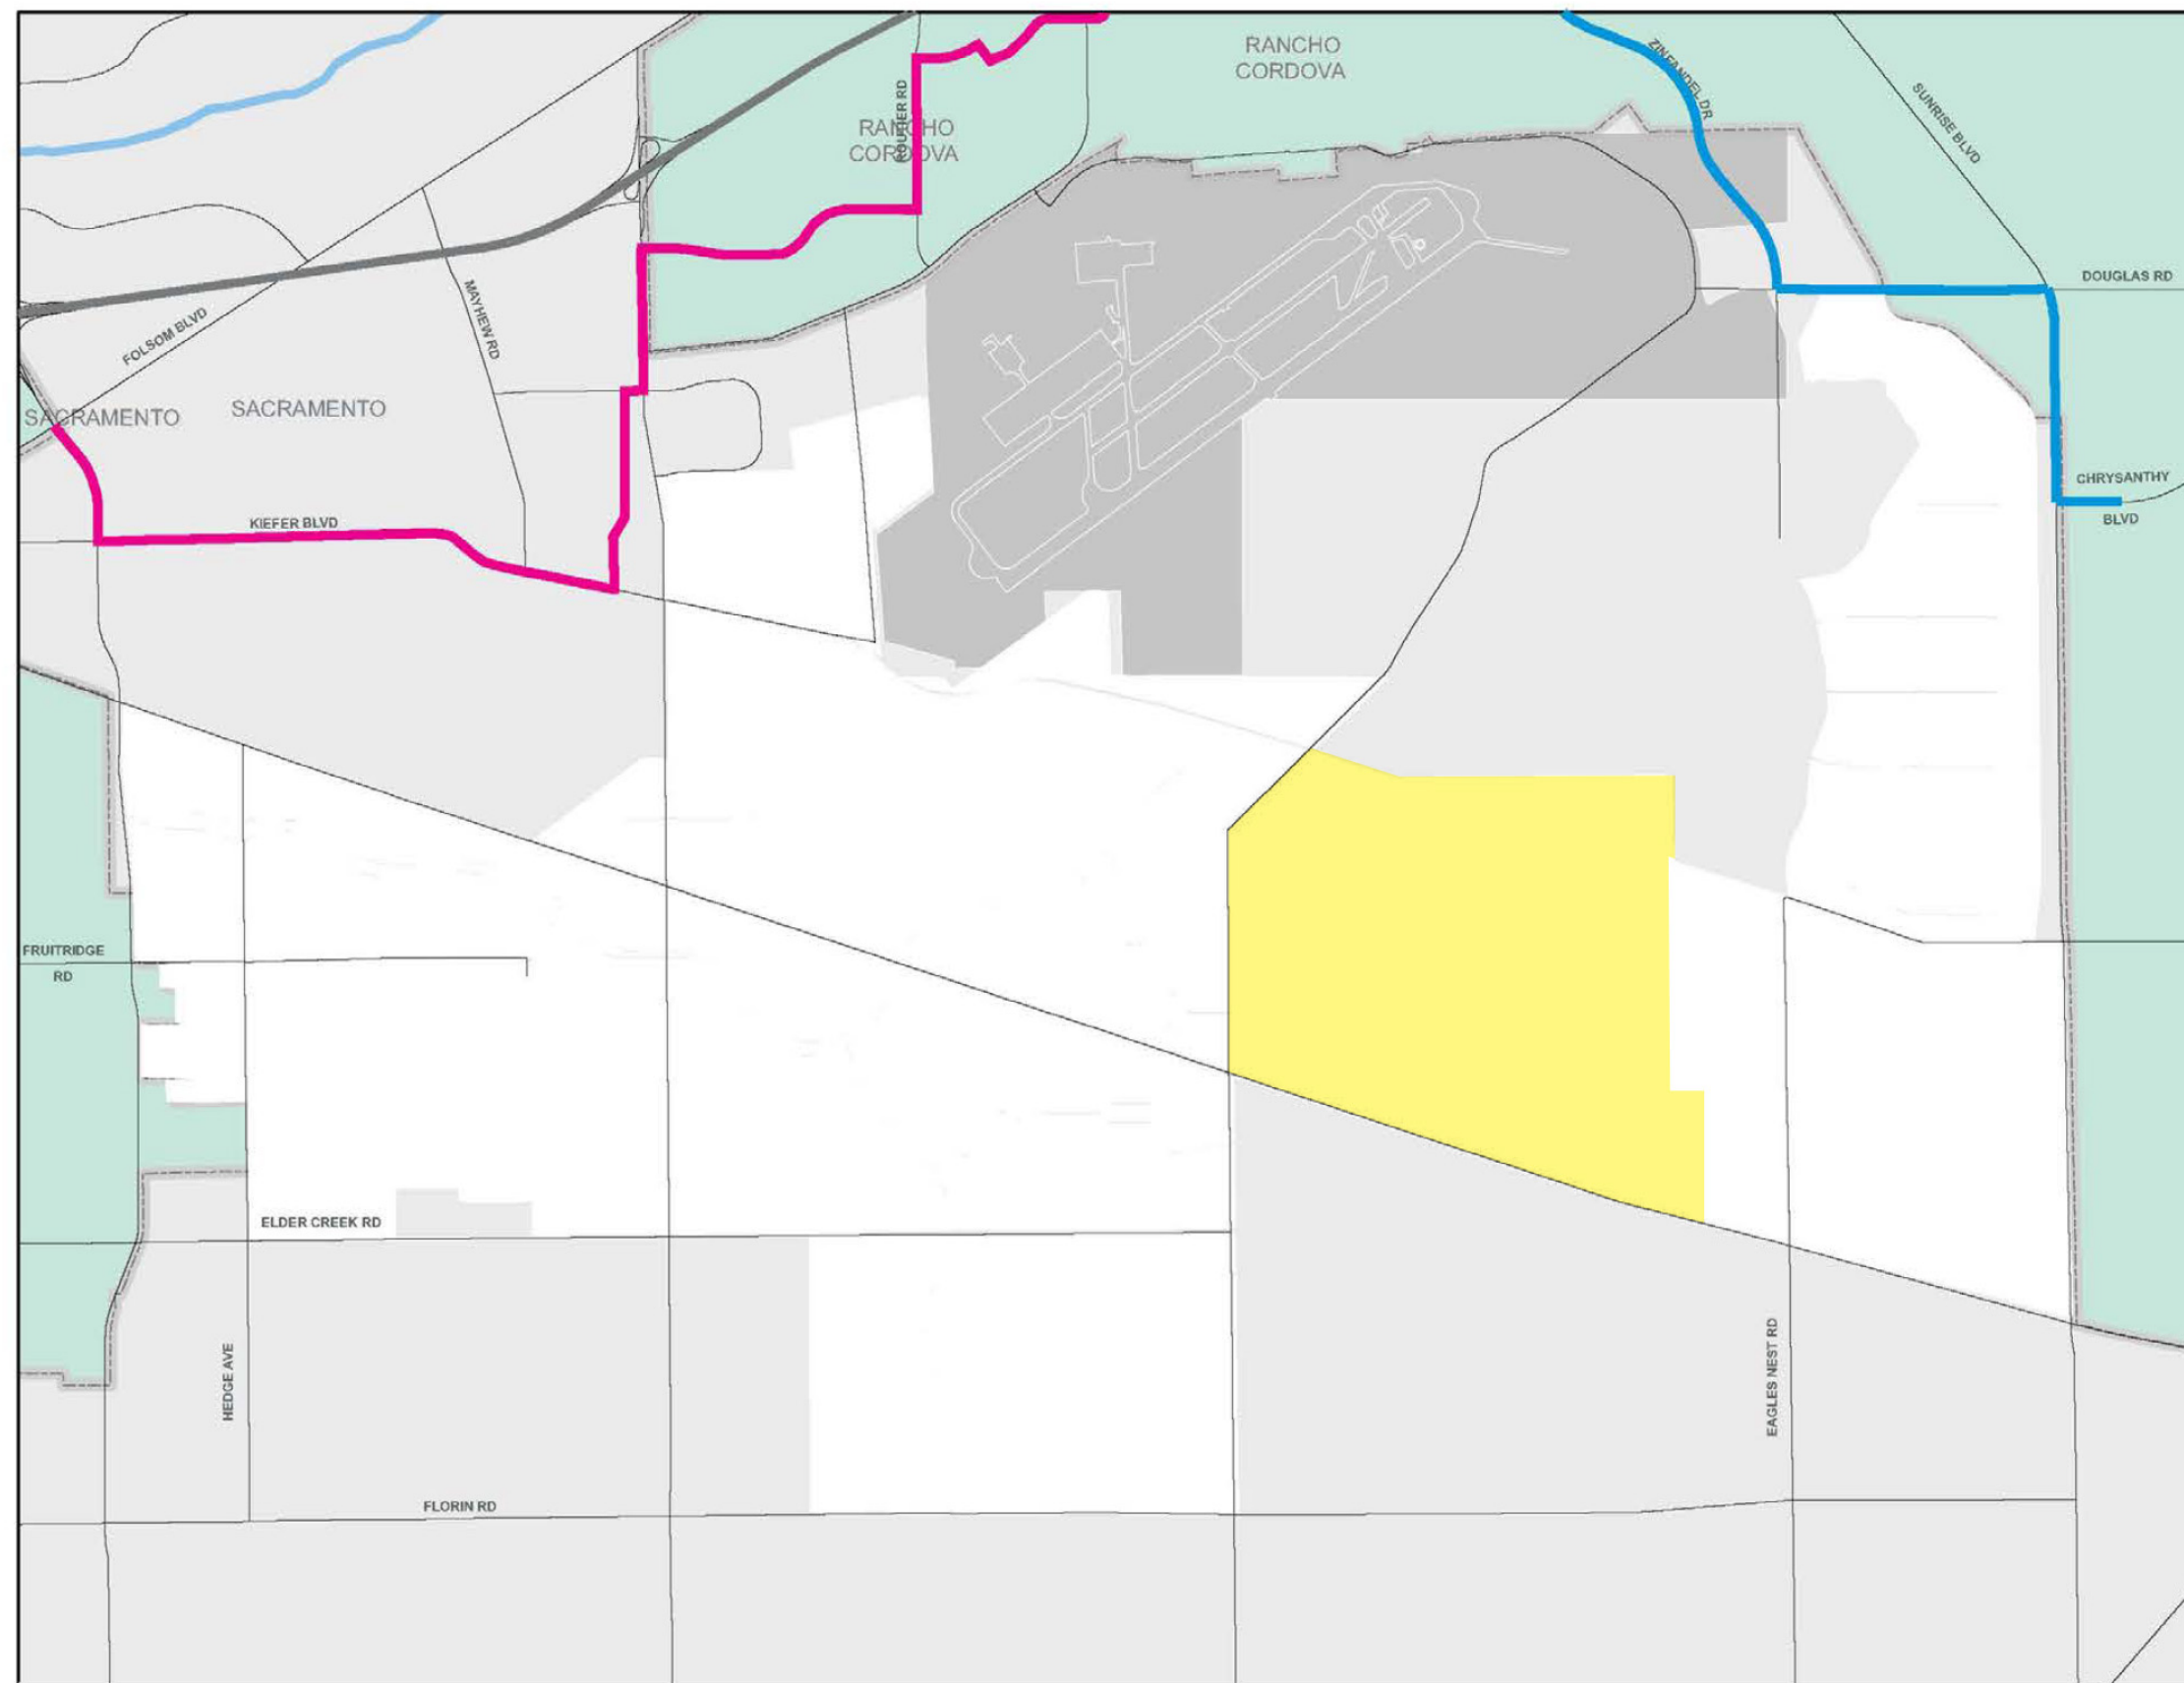 RANCHO
CORDOVA
ZINFANDEL DR
SUNRISE BLVD
ROUTIER RD
RANCHO
CORDOVA
DOUGLAS RD
MAYHEW RD
FOLSOM BLVD
SACRAMENTO
SACRAMENTO
CHRYSANTHY
BLVD
KIEFER BLVD
FRUITRIDGE
RD
ELDER CREEK RD
HEDGE AVE
EAGLES NEST RD
FLORIN RD